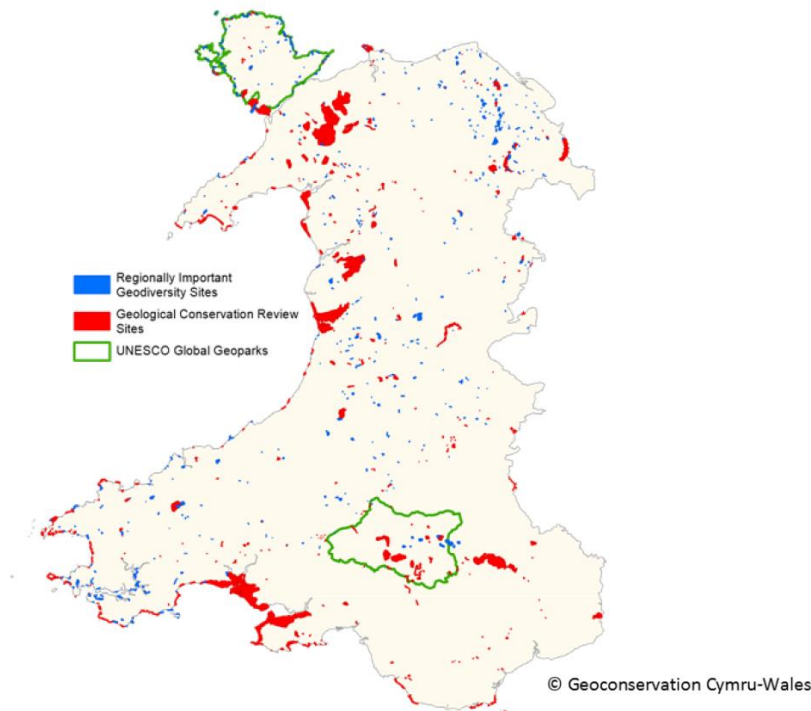 Regionally Important
Geodiversity Sites
Geological Conservation Review
Sites
UNESCO Global Geoparks
© Geoconservation Cymru-Wales